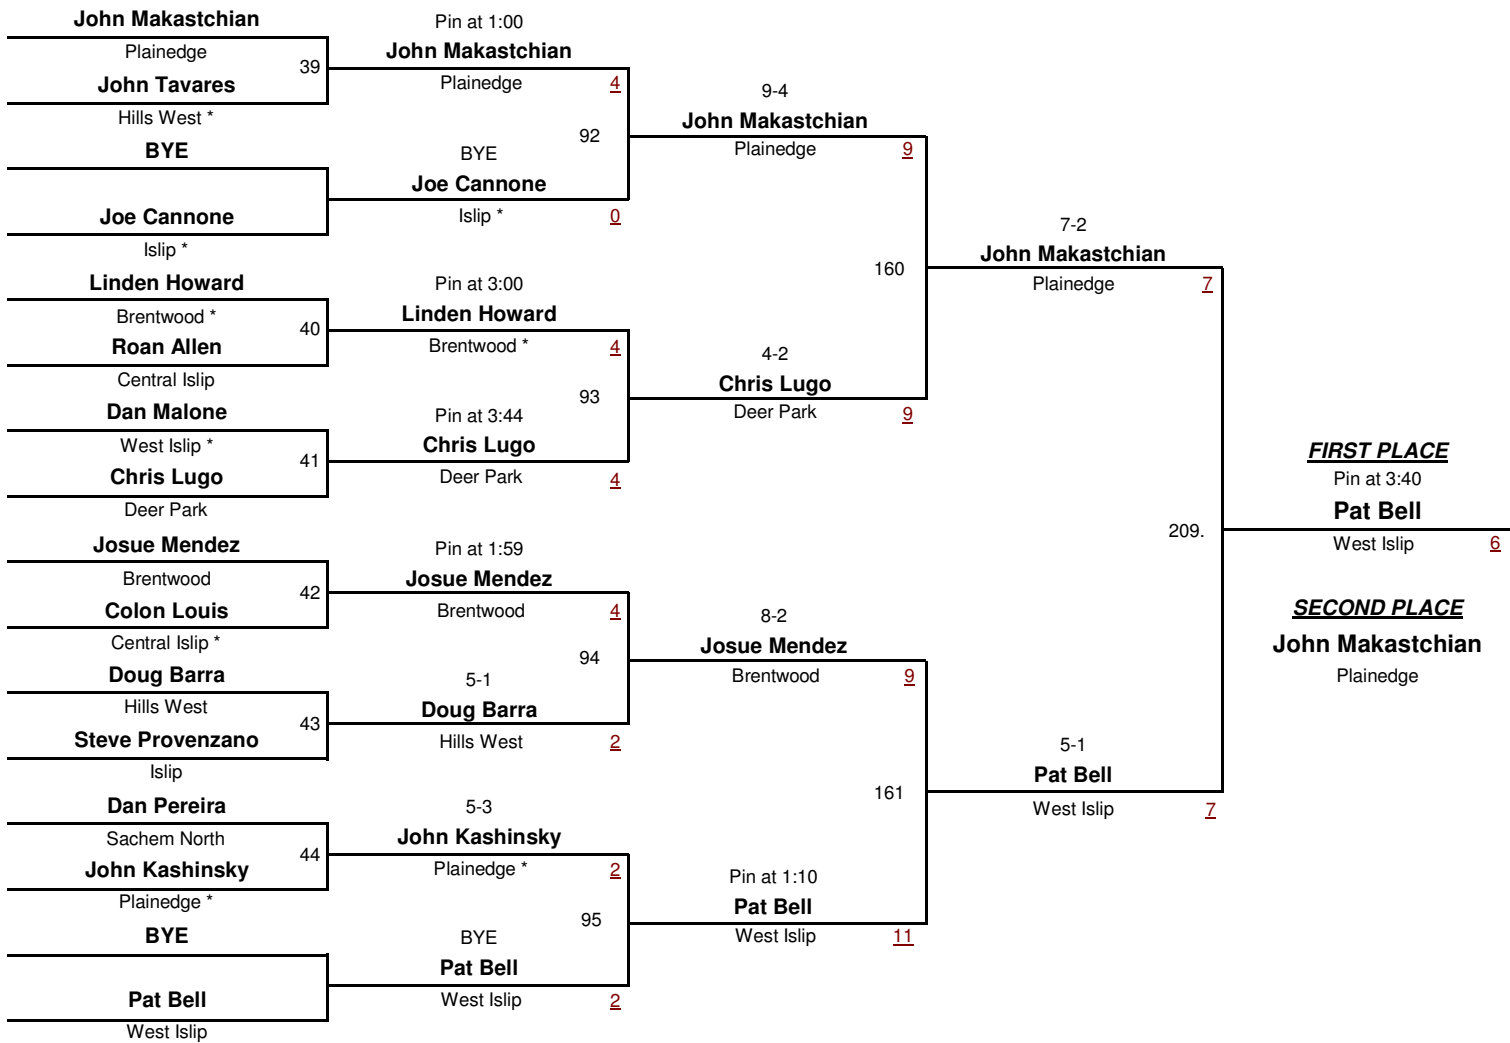 John Makastchian
Plainedge
39
John Tavares
Hills West *
BYE
Joe Cannone
Islip *
Linden Howard
Brentwood *
40
Roan Allen
Central Islip
Dan Malone
West Islip *
41
Chris Lugo
Deer Park
Josue Mendez
Brentwood
42
Colon Louis
Central Islip *
Doug Barra
Hills West
43
Steve Provenzano
Islip
Dan Pereira
Sachem North
44
John Kashinsky
Plainedge *
BYE
Pat Bell
West Islip
Pin at 1:00
John Makastchian
Plainedge 4
92
BYE
Joe Cannone
Islip * 0
Pin at 3:00
Linden Howard
Brentwood * 4
93
Pin at 3:44
Chris Lugo
Deer Park 4
Pin at 1:59
Josue Mendez
Brentwood 4
94
5-1
Doug Barra
Hills West 2
5-3
John Kashinsky
Plainedge * 2
95
BYE
Pat Bell
West Islip 2
9-4
John Makastchian
Plainedge 9
160
4-2
Chris Lugo
Deer Park 9
8-2
Josue Mendez
Brentwood 9
161
Pin at 1:10
Pat Bell
West Islip 11
7-2
John Makastchian
Plainedge 7
209.
5-1
Pat Bell
West Islip 7
FIRST PLACE
Pin at 3:40
Pat Bell
West Islip 6
SECOND PLACE
John Makastchian
Plainedge